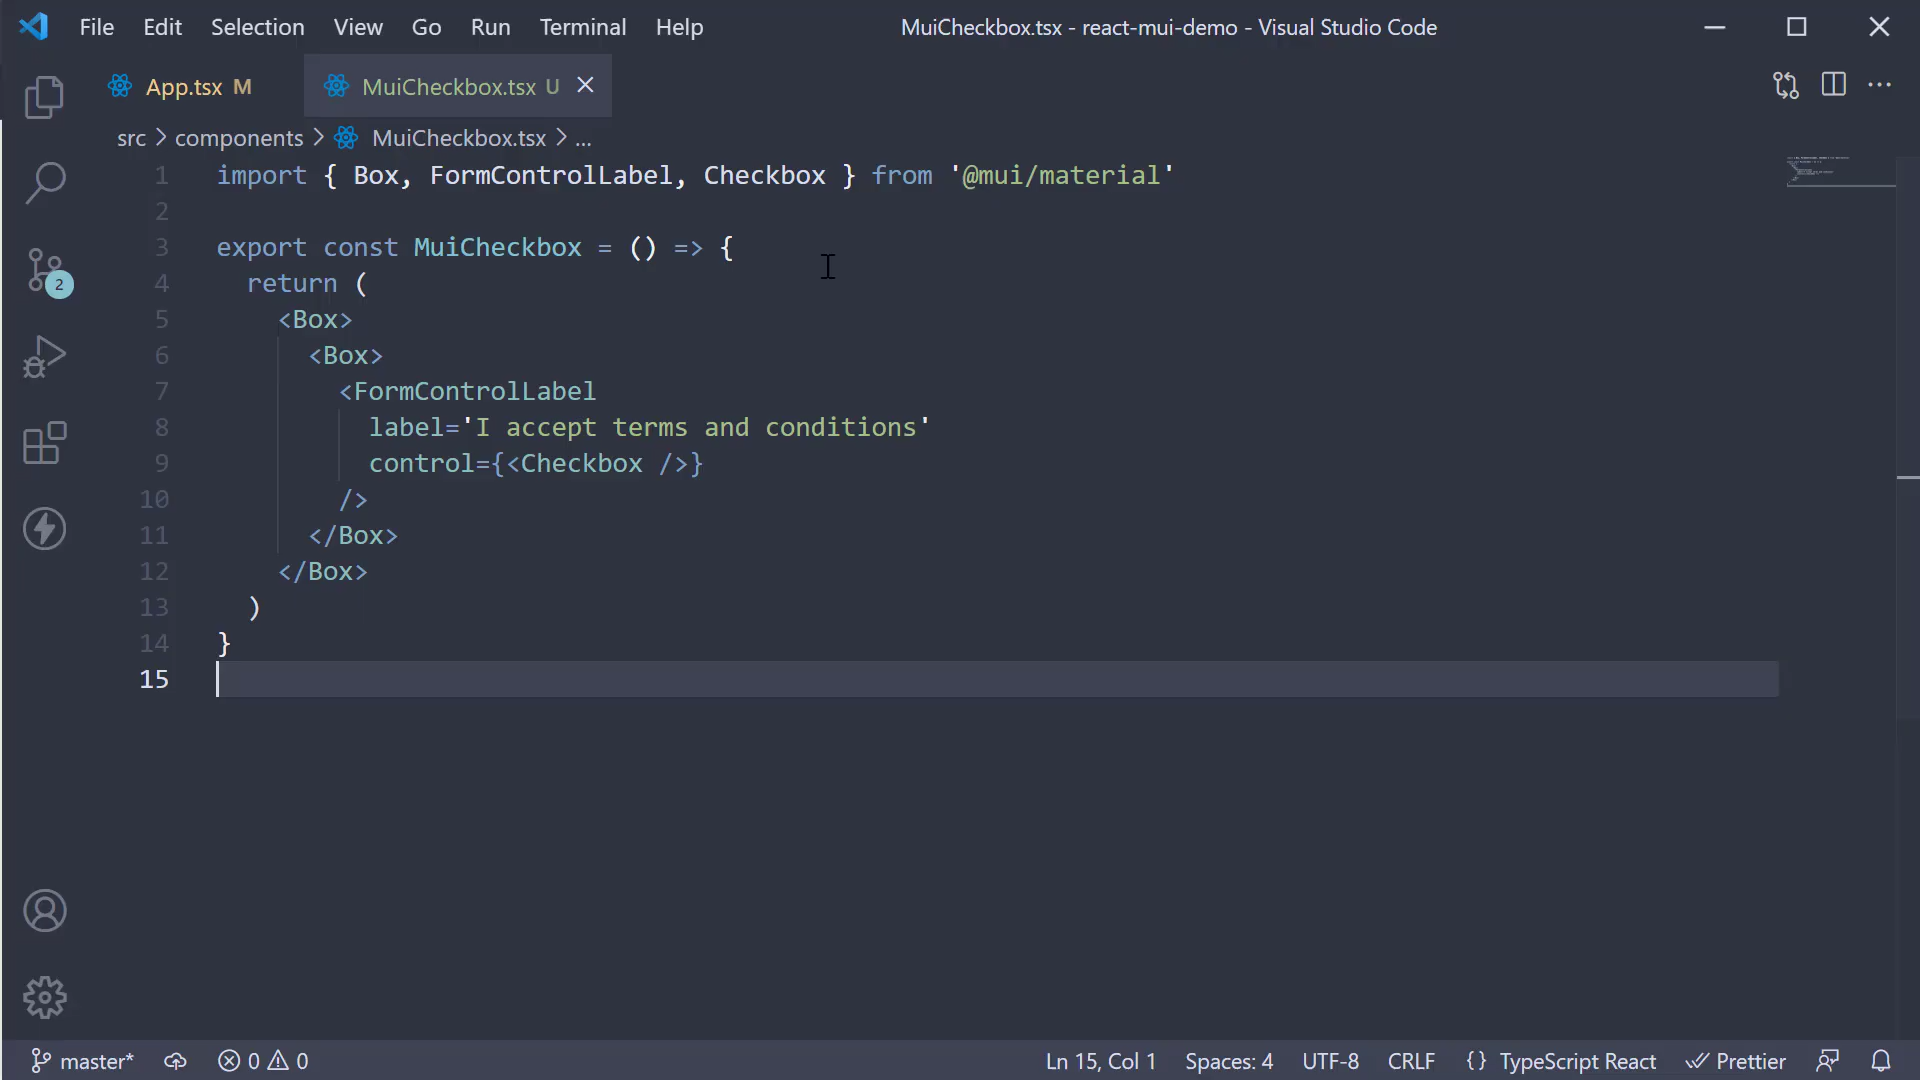 File Edit Selection View Go Run Terminal Help MuiCheckbox.tsx - react-mui-demo - Visual Studio Code
App.tsx M MuiCheckbox.tsx U
src > components > MuiCheckbox.tsx > ...
1 import { Box, FormControlLabel, Checkbox } from '@mui/material'
2
3 export const MuiCheckbox = () => {
4   return (
5     <Box>
6       <Box>
7         <FormControlLabel
8           label='I accept terms and conditions'
9           control={<Checkbox />}
10         />
11       </Box>
12     </Box>
13   )
14 }
15
2
master* 0 0 Ln 15, Col 1 Spaces: 4 UTF-8 CRLF {} TypeScript React Prettier